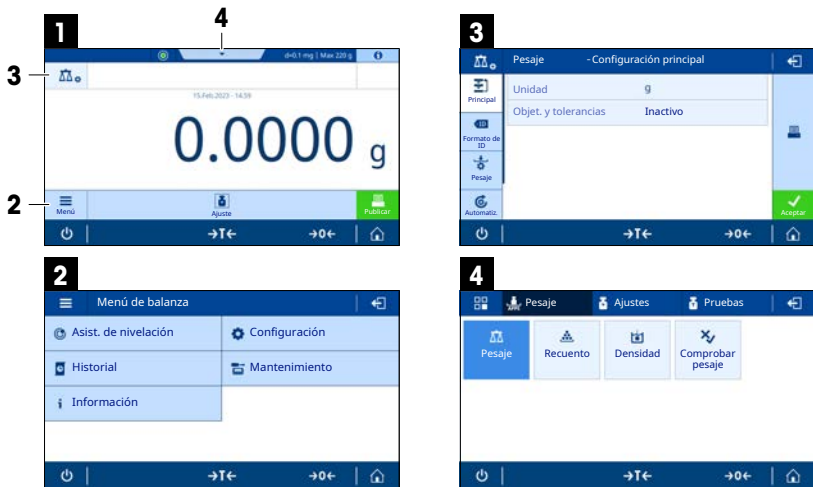 1
4
d=0.1 mg | Max 220 g
3
15.Feb.2023 - 14:59
0.0000 g
2
Menú
Ajuste
Publicar
→T←
→0←
3
Pesaje - Configuración principal
Principal
Unidad g
Objet. y tolerancias Inactivo
ID
Formato de ID
Pesaje
Automatiz.
Aceptar
→T←
→0←
2
Menú de balanza
Asist. de nivelación
Configuración
Historial
Mantenimiento
Información
→T←
→0←
4
Pesaje
Ajustes
Pruebas
Pesaje
Recuento
Densidad
Comprobar
pesaje
→T←
→0←